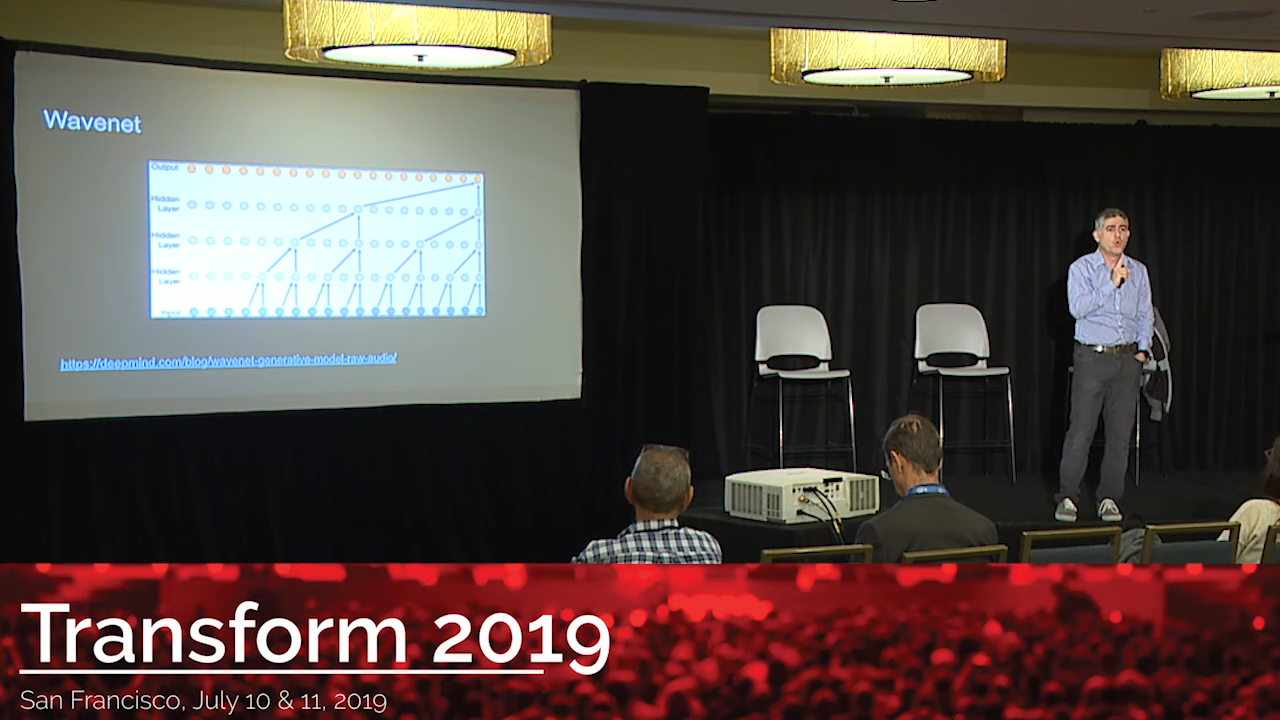 Wavenet
Output
Hidden
Layer
Hidden
Layer
Hidden
Layer
Input
https://deepmind.com/blog/wavenet-generative-model-raw-audio/
Transform 2019
San Francisco, July 10 & 11, 2019